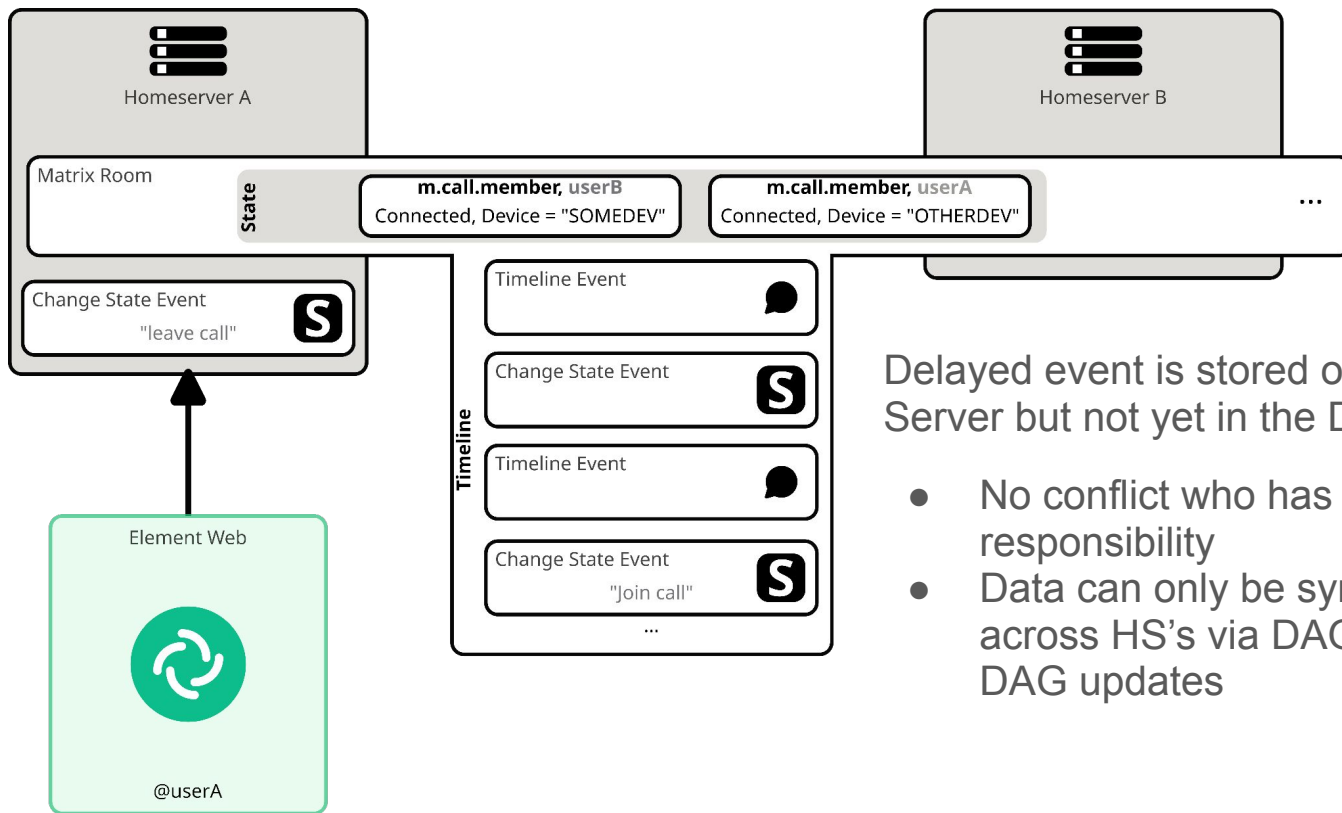 Homeserver A
Homeserver B
Matrix Room
State
m.call.member, userB
Connected, Device = "SOMEDEV"
m.call.member, userA
Connected, Device = "OTHERDEV"
...
Change State Event
"leave call"
S
Timeline
Timeline Event
Change State Event
S
Timeline Event
Change State Event
"Join call"
S
...
Element Web
@userA
Delayed event is stored
Server but not yet in the
● No conflict who has
responsibility
● Data can only be
across HS's via
DAG updates